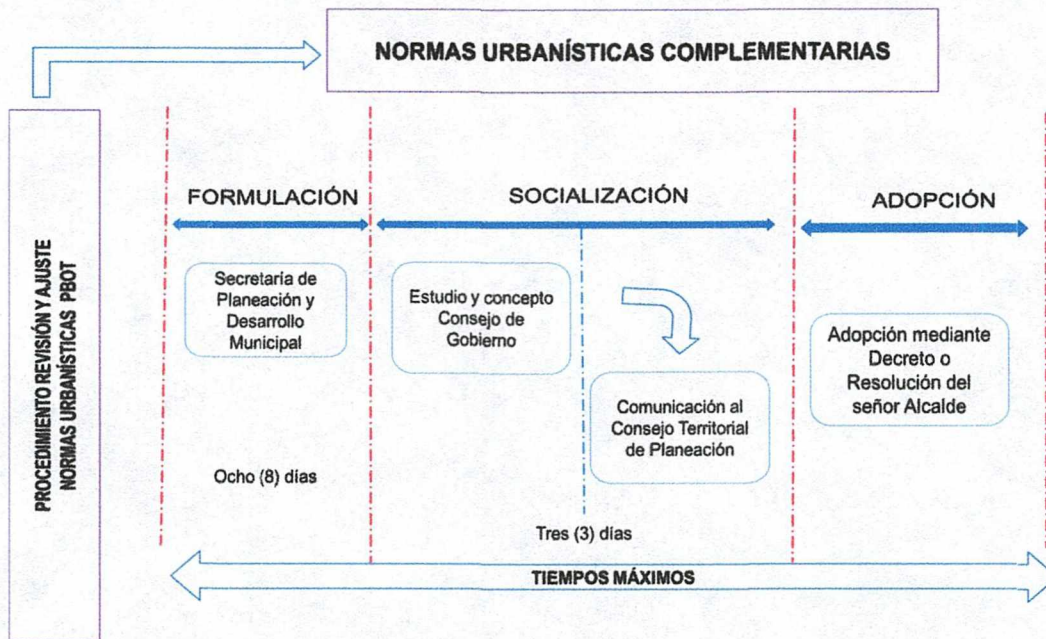 NORMAS URBANÍSTICAS COMPLEMENTARIAS
PROCEDIMIENTO REVISIÓN Y AJUSTE
NORMAS URBANÍSTICAS PBOT
FORMULACIÓN
Secretaría de
Planeación y
Desarrollo
Municipal
Ocho (8) días
SOCIALIZACIÓN
Estudio y concepto
Consejo de
Gobierno
Comunicación al
Consejo Territorial
de Planeación
Tres (3) días
ADOPCIÓN
Adopción mediante
Decreto o
Resolución del
señor Alcalde
TIEMPOS MÁXIMOS